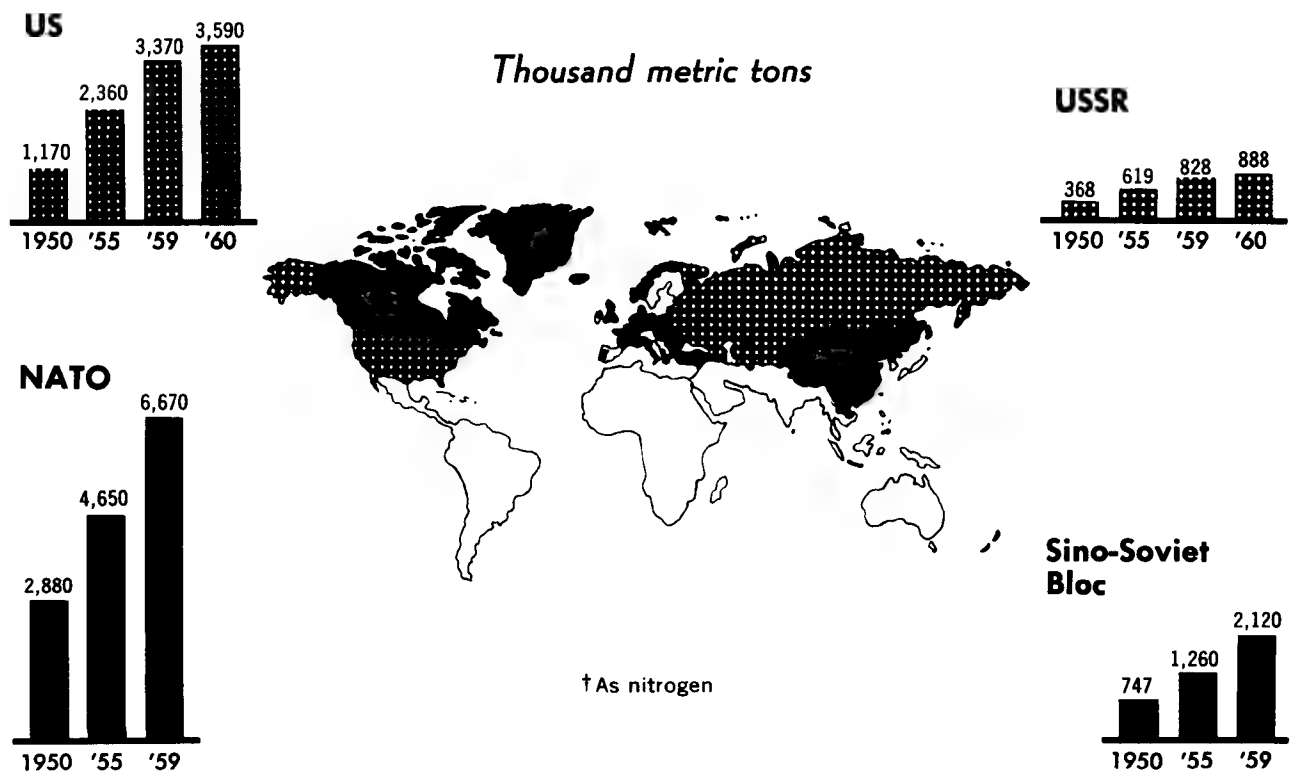 US
1,170
2,360
3,370
3,590
1950 '55 '59 '60
Thousand metric tons
USSR
368
619
828
888
1950 '55 '59 '60
NATO
2,880
4,650
6,670
1950 '55 '59
†As nitrogen
Sino-Soviet
Bloc
747
1,260
2,120
1950 '55 '59